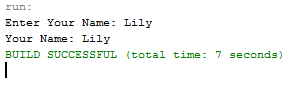 run:
Enter Your Name: Lily
Your Name: Lily
BUILD SUCCESSFUL (total time: 7 seconds)